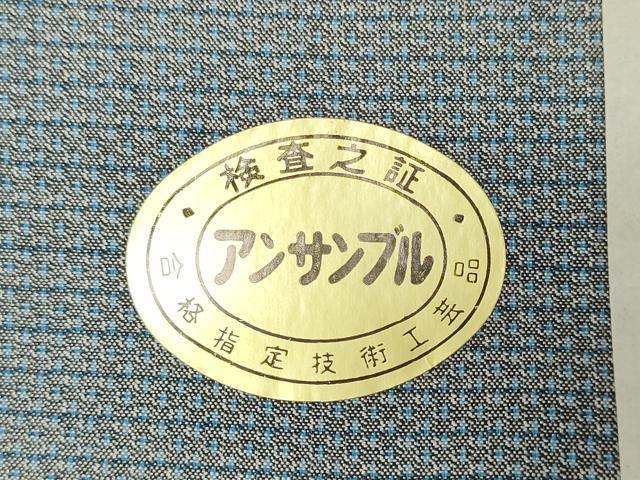 検査之証
アンサンブル
合格指定技術工芸品